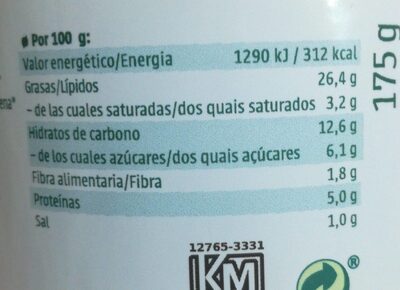 ø Por 100 g:
Valor energético/Energia 1290 kJ / 312 kcal
Grasas/Lípidos 26,4 g
– de las cuales saturadas/dos quais saturados 3,2 g
Hidratos de carbono 12,6 g
– de los cuales azúcares/dos quais açúcares 6,1 g
Fibra alimentaria/Fibra 1,8 g
Proteínas 5,0 g
Sal 1,0 g
175 g
12765-3331
KM
®